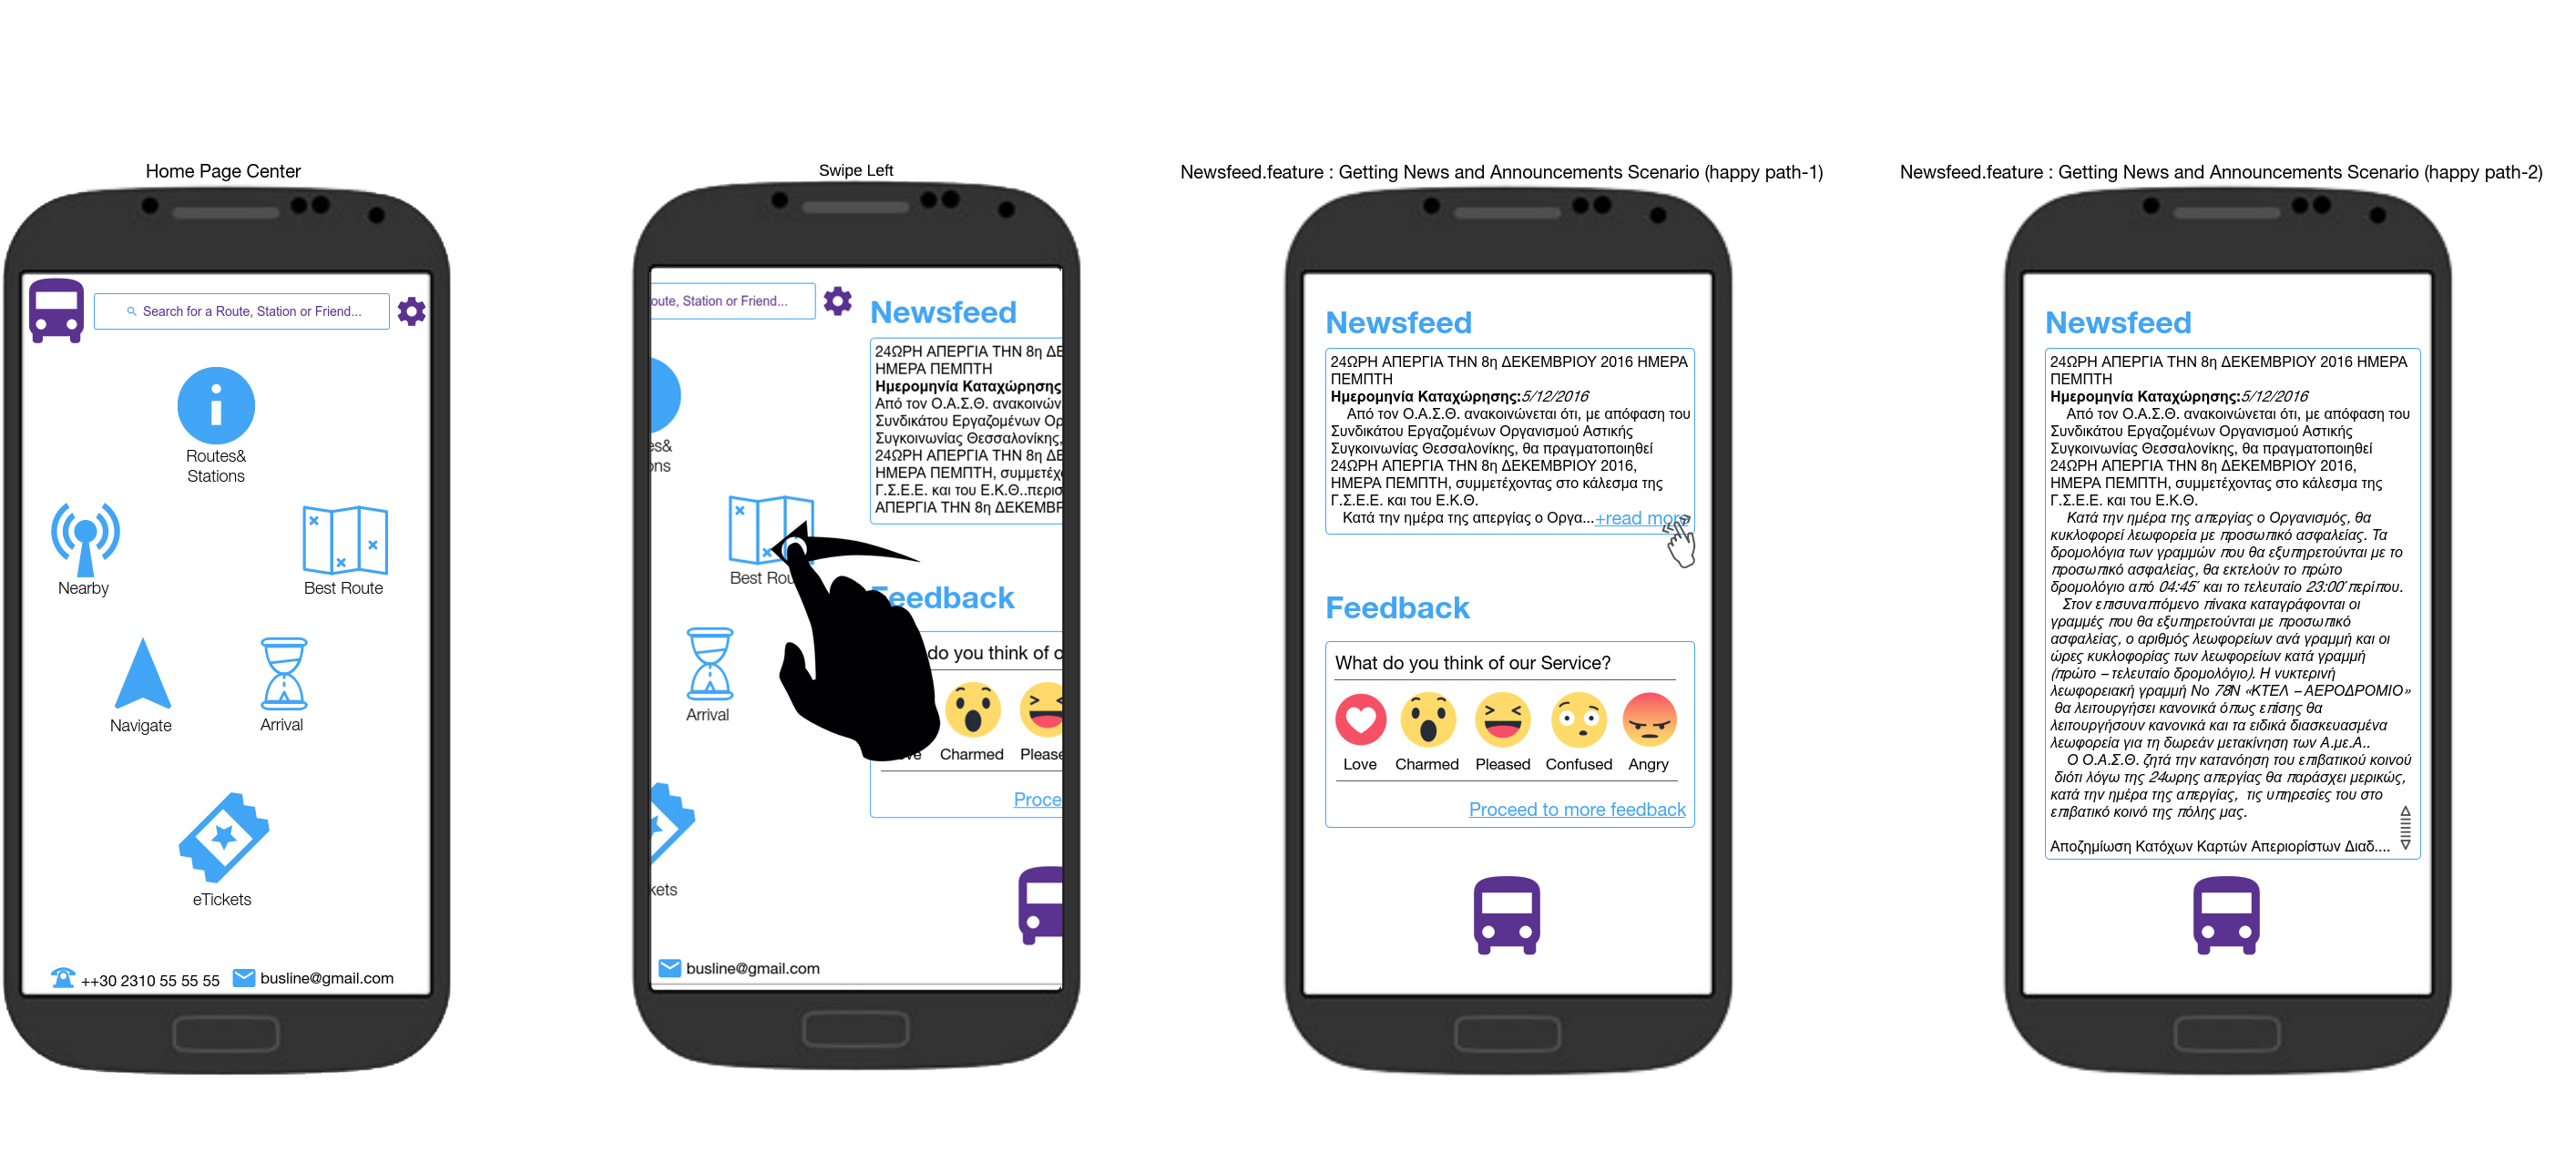 Home Page Center
Search for a Route, Station or Friend...
Routes&
Stations
Nearby
Best Route
Navigate
Arrival
eTickets
++30 2310 55 55 55
busline@gmail.com
Swipe Left
oute, Station or Friend...
es&
ons
Best Rou
Arrival
kets
busline@gmail.com
Newsfeed
24ΩΡΗ ΑΠΕΡΓΙΑ ΤΗΝ 8η ΔΕ
ΗΜΕΡΑ ΠΕΜΠΤΗ
Ημερομηνία Καταχώρησης
Από τον Ο.Α.Σ.Θ. ανακοινών
Συνδικάτου Εργαζομένων Ορ
Συγκοινωνίας Θεσσαλονίκης,
24ΩΡΗ ΑΠΕΡΓΙΑ ΤΗΝ 8η ΔΕ
ΗΜΕΡΑ ΠΕΜΠΤΗ, συμμετέχ
Γ.Σ.Ε.Ε. και του Ε.Κ.Θ..περισ
ΑΠΕΡΓΙΑ ΤΗΝ 8η ΔΕΚΕΜΒΡ
Feedback
do you think of o
ve Charmed Please
Proce
Newsfeed.feature : Getting News and Announcements Scenario (happy path-1)
Newsfeed
24ΩΡΗ ΑΠΕΡΓΙΑ ΤΗΝ 8η ΔΕΚΕΜΒΡΙΟΥ 2016 ΗΜΕΡΑ
ΠΕΜΠΤΗ
Ημερομηνία Καταχώρησης:5/12/2016
Από τον Ο.Α.Σ.Θ. ανακοινώνεται ότι, με απόφαση του
Συνδικάτου Εργαζομένων Οργανισμού Αστικής
Συγκοινωνίας Θεσσαλονίκης, θα πραγματοποιηθεί
24ΩΡΗ ΑΠΕΡΓΙΑ ΤΗΝ 8η ΔΕΚΕΜΒΡΙΟΥ 2016,
ΗΜΕΡΑ ΠΕΜΠΤΗ, συμμετέχοντας στο κάλεσμα της
Γ.Σ.Ε.Ε. και του Ε.Κ.Θ.
Κατά την ημέρα της απεργίας ο Οργα...+read more
Feedback
What do you think of our Service?
Love Charmed Pleased Confused Angry
Proceed to more feedback
Newsfeed.feature : Getting News and Announcements Scenario (happy path-2)
Newsfeed
24ΩΡΗ ΑΠΕΡΓΙΑ ΤΗΝ 8η ΔΕΚΕΜΒΡΙΟΥ 2016 ΗΜΕΡΑ
ΠΕΜΠΤΗ
Ημερομηνία Καταχώρησης:5/12/2016
Από τον Ο.Α.Σ.Θ. ανακοινώνεται ότι, με απόφαση του
Συνδικάτου Εργαζομένων Οργανισμού Αστικής
Συγκοινωνίας Θεσσαλονίκης, θα πραγματοποιηθεί
24ΩΡΗ ΑΠΕΡΓΙΑ ΤΗΝ 8η ΔΕΚΕΜΒΡΙΟΥ 2016,
ΗΜΕΡΑ ΠΕΜΠΤΗ, συμμετέχοντας στο κάλεσμα της
Γ.Σ.Ε.Ε. και του Ε.Κ.Θ.
Κατά την ημέρα της απεργίας ο Οργανισμός, θα
κυκλοφορεί λεωφορεία με προσωπικό ασφαλείας. Τα
δρομολόγια των γραμμών που θα εξυπηρετούνται με το
προσωπικό ασφαλείας, θα εκτελούν το πρώτο
δρομολόγιο από 04:45΄ και το τελευταίο 23:00΄περίπου.
Στον επισυναπτόμενο πίνακα καταγράφονται οι
γραμμές που θα εξυπηρετούνται με προσωπικό
ασφαλείας, ο αριθμός λεωφορείων ανά γραμμή και οι
ώρες κυκλοφορίας των λεωφορείων κατά γραμμή
(πρώτο – τελευταίο δρομολόγιο). Η νυκτερινή
λεωφορειακή γραμμή Νο 78Ν «ΚΤΕΛ – ΑΕΡΟΔΡΟΜΙΟ»
θα λειτουργήσει κανονικά όπως επίσης θα
λειτουργήσουν κανονικά και τα ειδικά διασκευασμένα
λεωφορεία για τη δωρεάν μετακίνηση των Α.με.Α..
Ο Ο.Α.Σ.Θ. ζητά την κατανόηση του επιβατικού κοινού
διότι λόγω της 24ωρης απεργίας θα παράσχει μερικώς,
κατά την ημέρα της απεργίας, τις υπηρεσίες του στο
επιβατικό κοινό της πόλης μας.
Αποζημίωση Κατόχων Καρτών Απεριορίστων Διαδ....